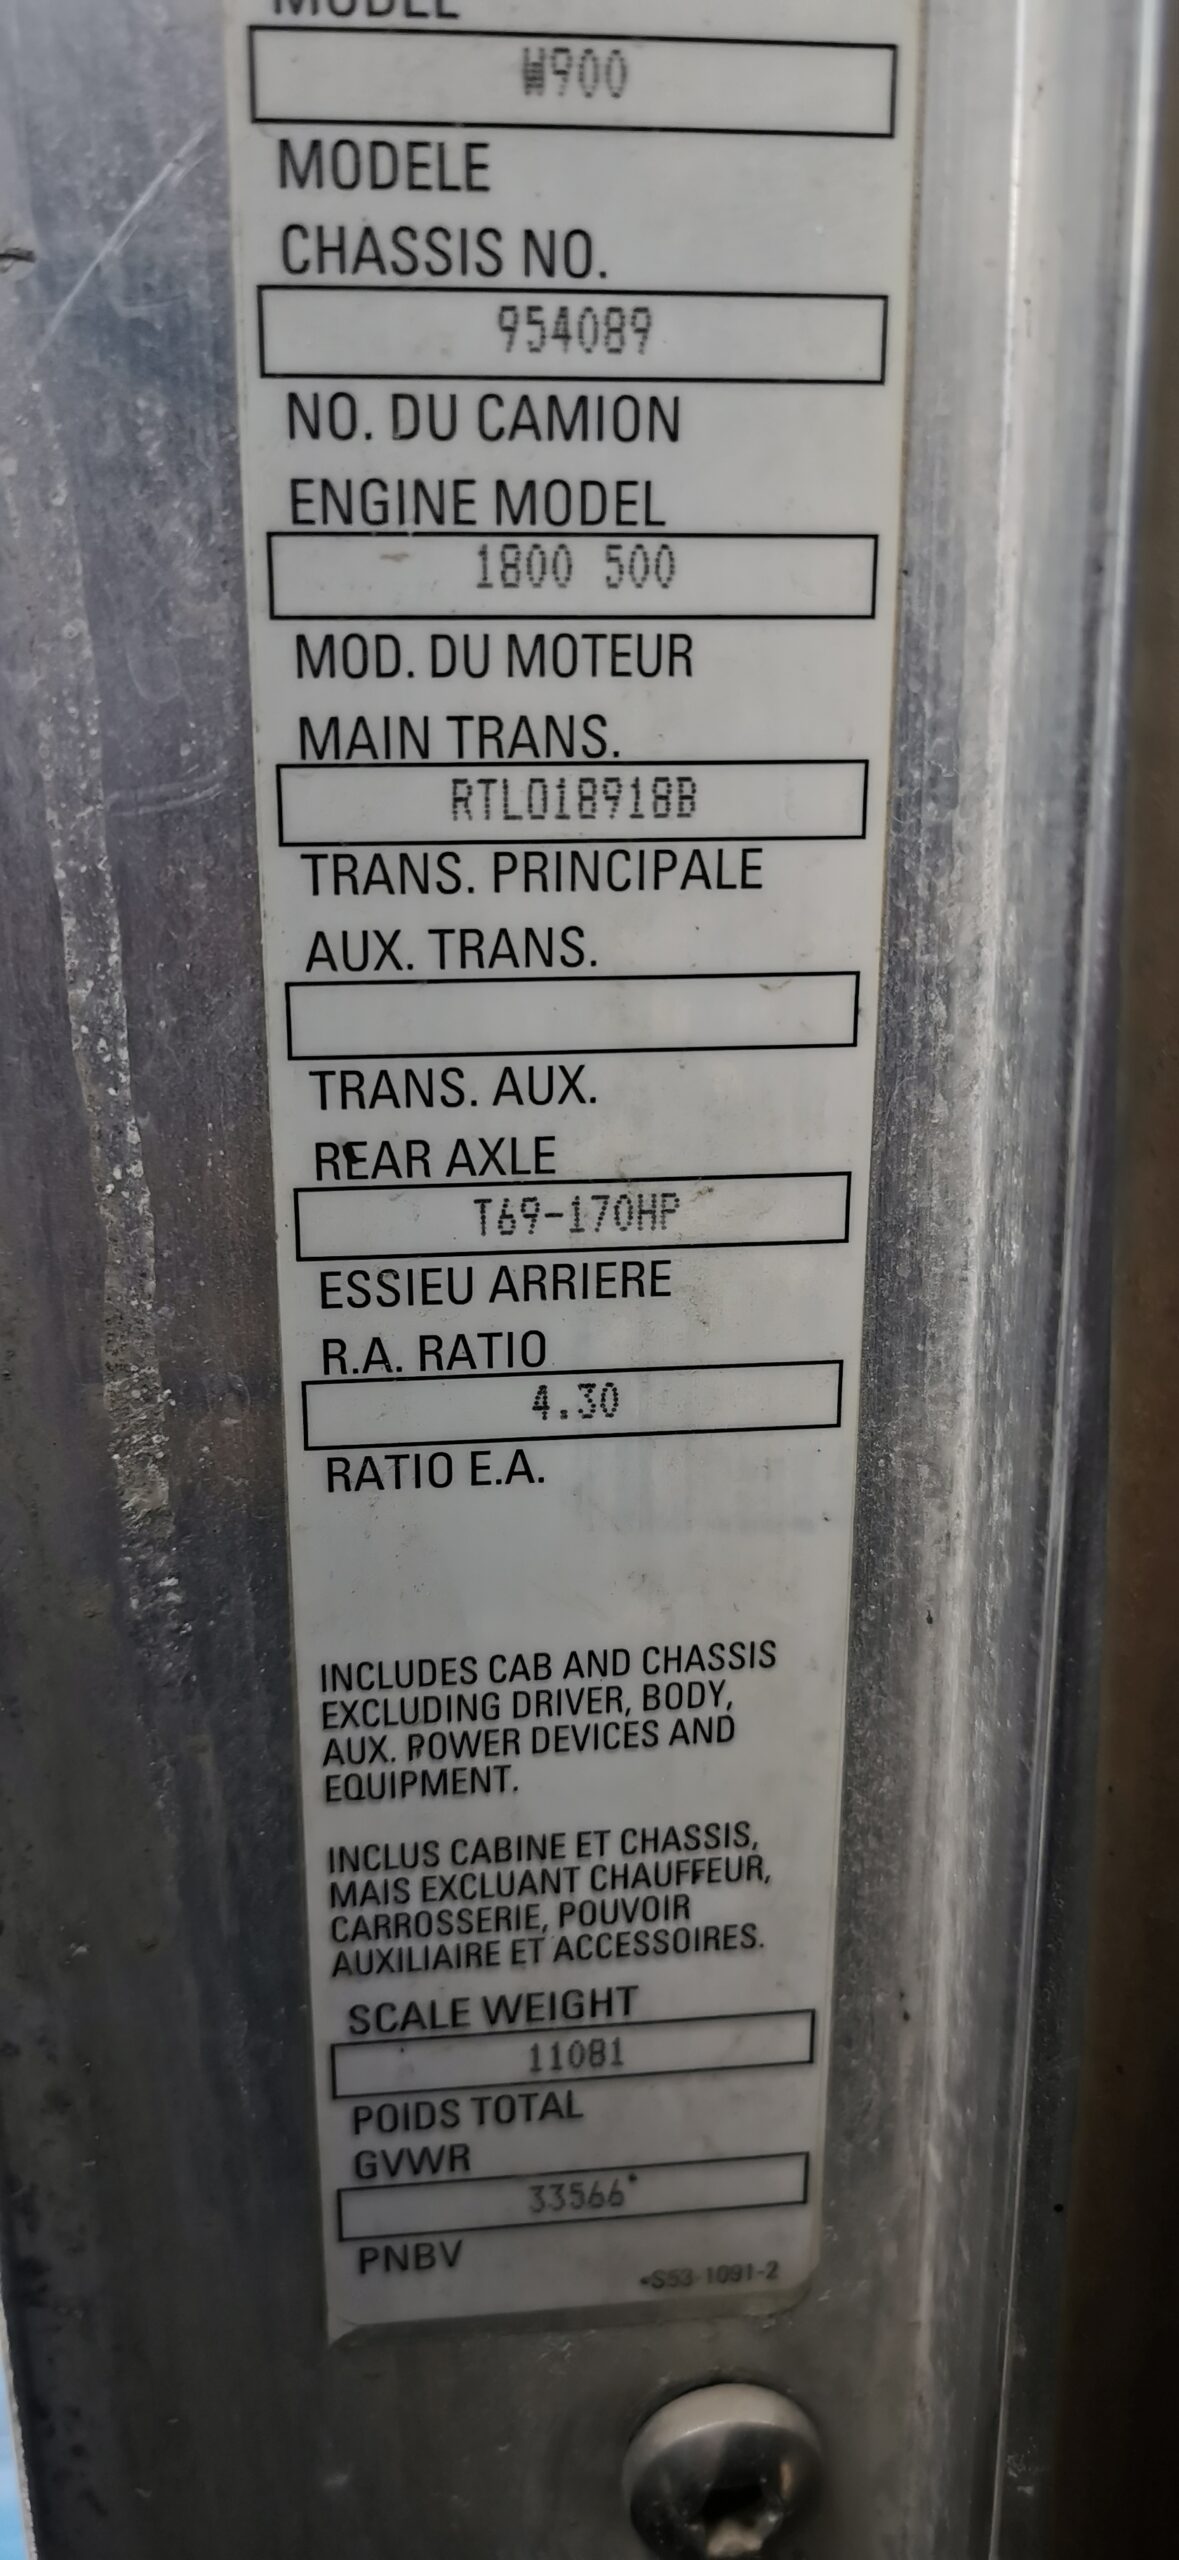 MODEL
W900
MODELE
CHASSIS NO.
954089
NO. DU CAMION
ENGINE MODEL
1800 500
MOD. DU MOTEUR
MAIN TRANS.
RTLO18918B
TRANS. PRINCIPALE
AUX. TRANS.
TRANS. AUX.
REAR AXLE
T69-170HP
ESSIEU ARRIERE
R.A. RATIO
4.30
RATIO E.A.
INCLUDES CAB AND CHASSIS
EXCLUDING DRIVER, BODY,
AUX. POWER DEVICES AND
EQUIPMENT.
INCLUS CABINE ET CHASSIS,
MAIS EXCLUANT CHAUFFEUR,
CARROSSERIE, POUVOIR
AUXILIAIRE ET ACCESSOIRES.
SCALE WEIGHT
11081
POIDS TOTAL
GVWR
33566*
PNBV
S53-1091-2